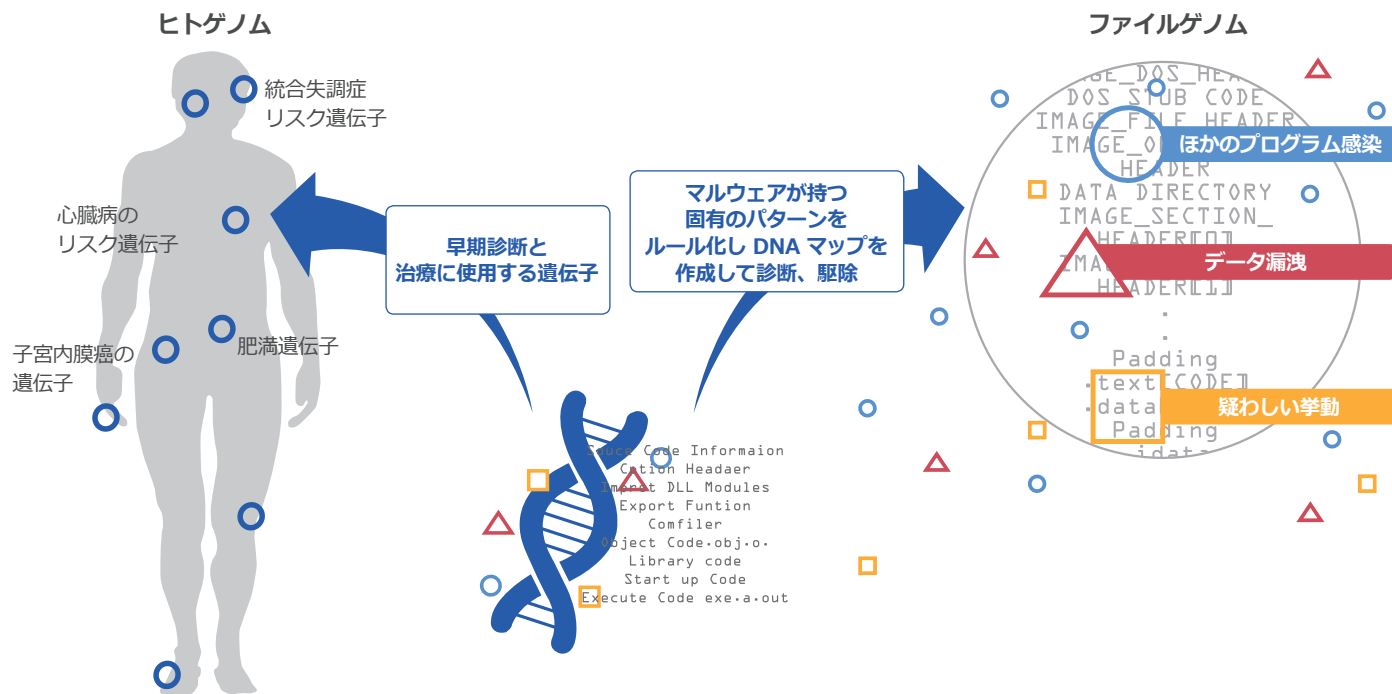 ヒトゲノム
統合失調症
リスク遺伝子
心臓病の
リスク遺伝子
子宮内膜癌の
遺伝子
肥満遺伝子
早期診断と
治療に使用する遺伝子
マルウェアが持つ
固有のパターンを
ルール化し DNA マップを
作成して診断、駆除
Souce Code Informaion
Cption Headaer
Improt DLL Modules
Export Funtion
Comfiler
Object Code.obj.o.
Library code
Start up Code
Execute Code exe.a.out
ファイルゲノム
DOS STUB CODE
IMAGE_FILE_HEADER
ほかのプログラム感染
HEADER
DATA DIRECTORY
IMAGE_SECTION_
HEADER[0]
データ漏洩
HEADER[1]
.
.
Padding
.text[CODE]
.data
疑わしい挙動
Padding
.idata